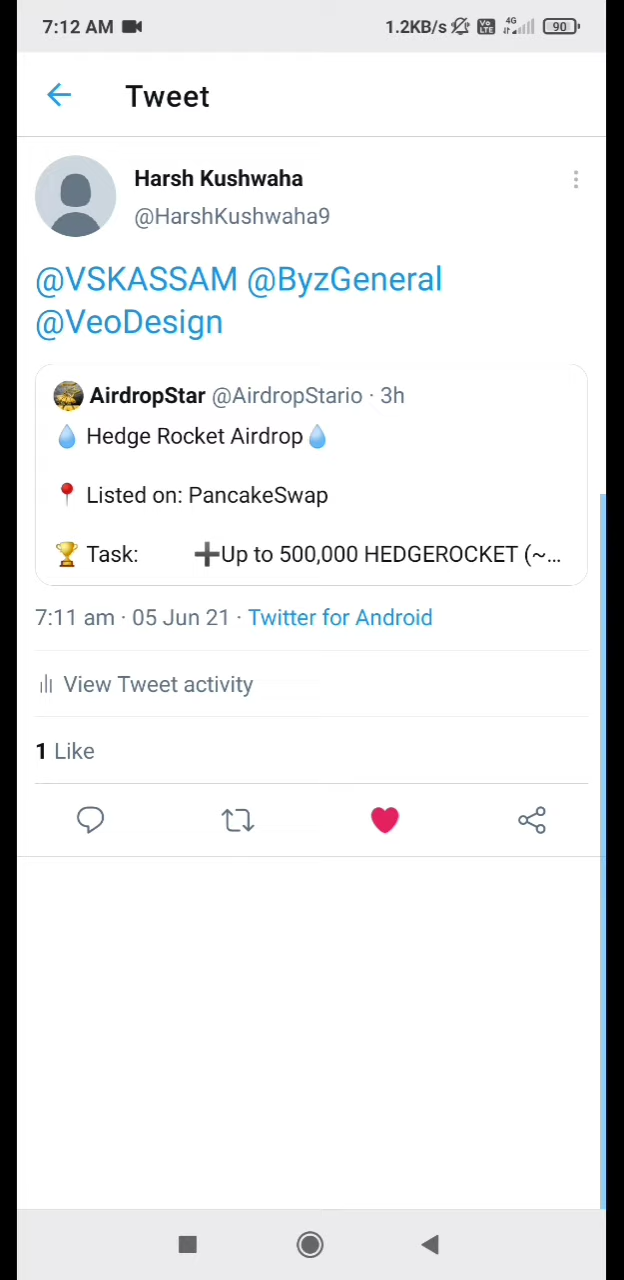 7:12 AM 1.2KB/s Vo LTE 4G 90
Tweet
Harsh Kushwaha
@HarshKushwaha9
@VSKASSAM @ByzGeneral
@VeoDesign
AirdropStar @AirdropStario · 3h
💧 Hedge Rocket Airdrop💧
📍 Listed on: PancakeSwap
🏆 Task: ➕Up to 500,000 HEDGEROCKET (~...
7:11 am · 05 Jun 21 · Twitter for Android
View Tweet activity
1 Like